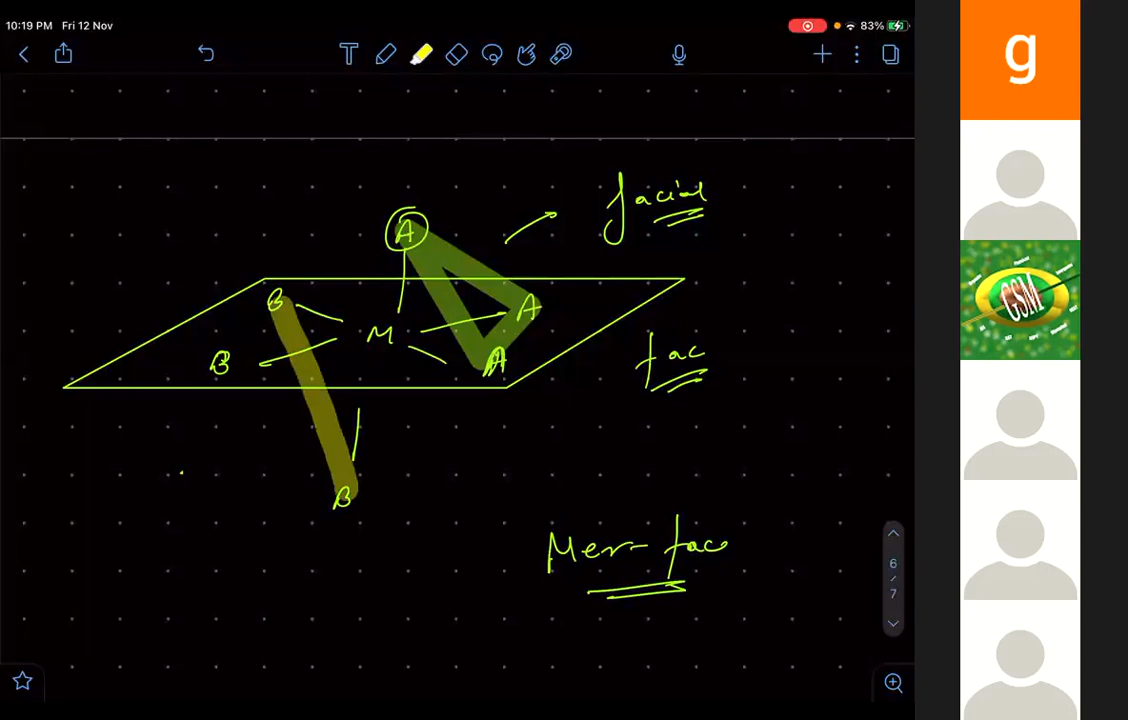 10:19 PM Fri 12 Nov
83%
T
g
facial
A
B
A
M
B
A
fac
GSM
B
Mer-fac
6
/
7